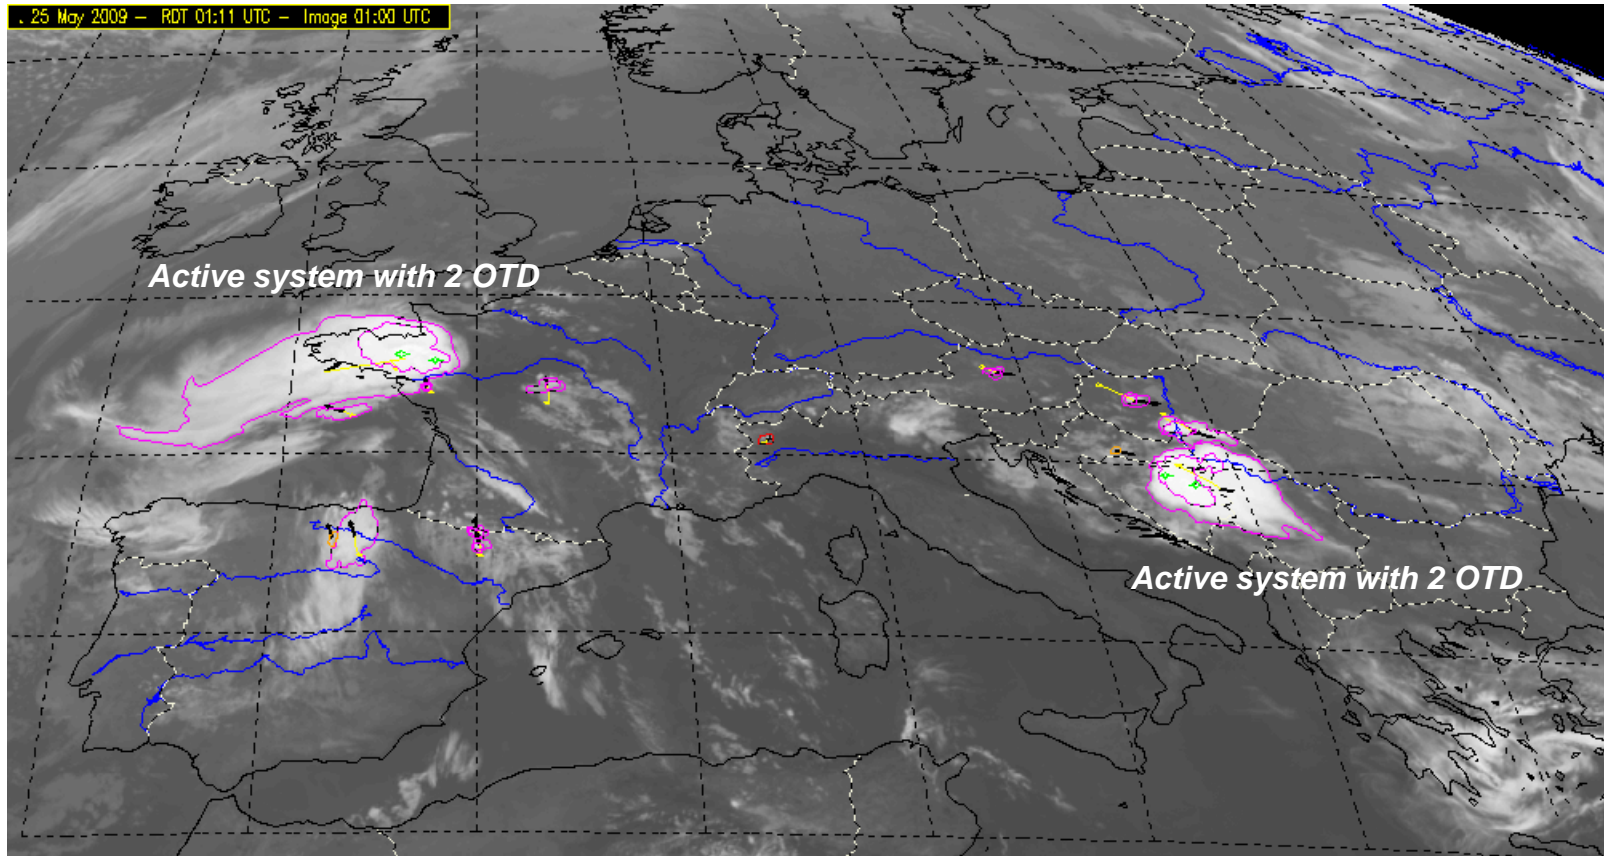 . 25 May 2009 – RDT 01:11 UTC – Image 01:00 UTC
Active system with 2 OTD
Active system with 2 OTD